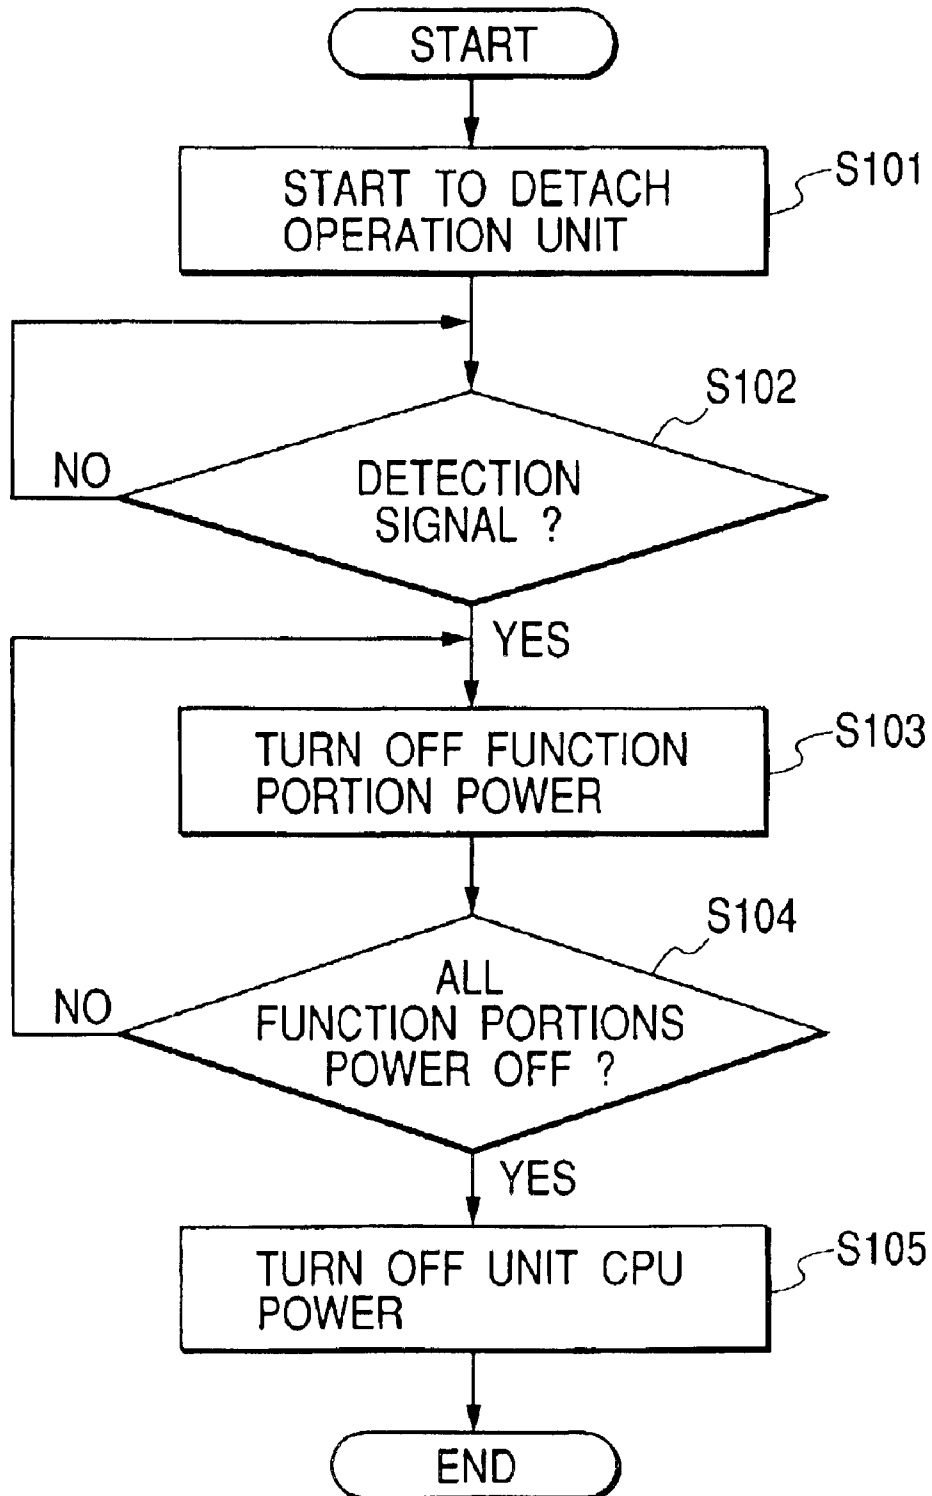 START
START TO DETACH
OPERATION UNIT
S101
S102
NO
DETECTION
SIGNAL ?
YES
TURN OFF FUNCTION
PORTION POWER
S103
S104
NO
ALL
FUNCTION PORTIONS
POWER OFF ?
YES
TURN OFF UNIT CPU
POWER
S105
END